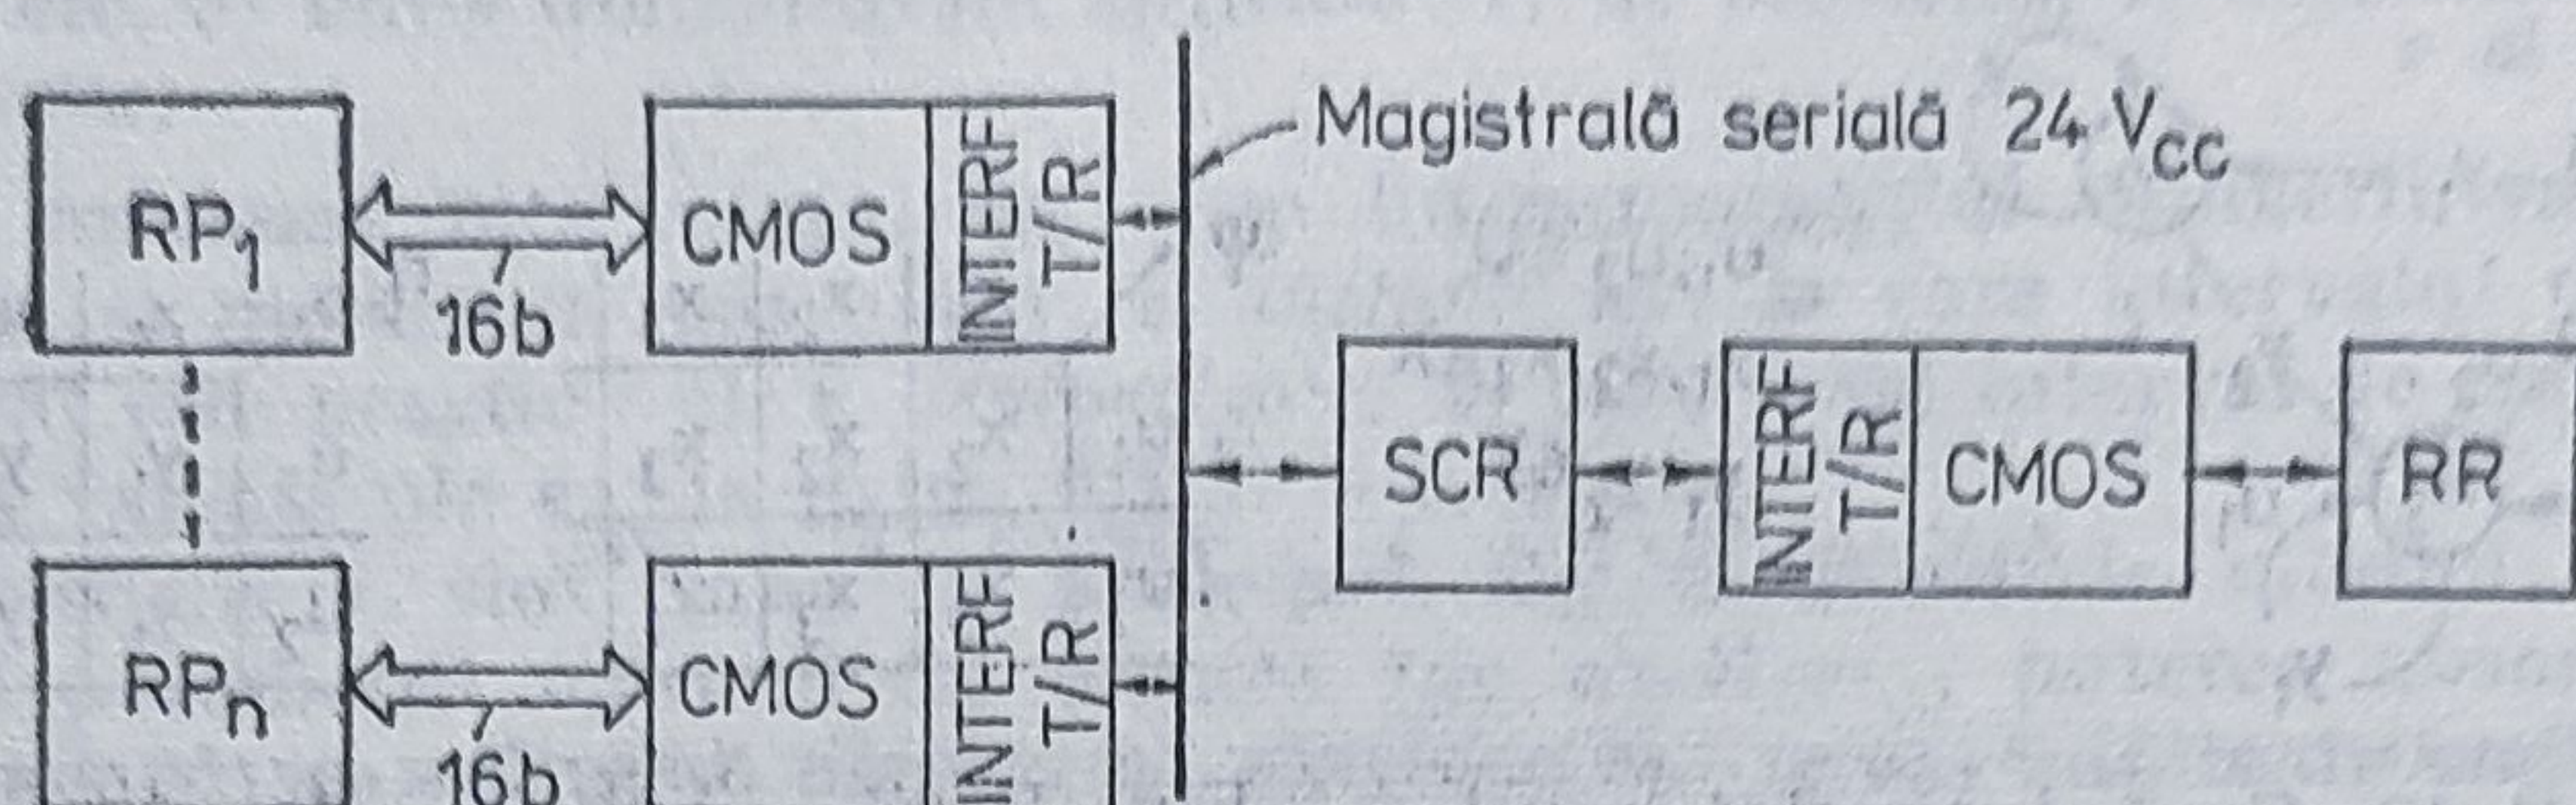 Magistrală serială 24 Vcc
RP1
16b
CMOS
INTERF
T/R
SCR
INTERF
T/R
CMOS
RR
RPn
16b
CMOS
INTERF
T/R